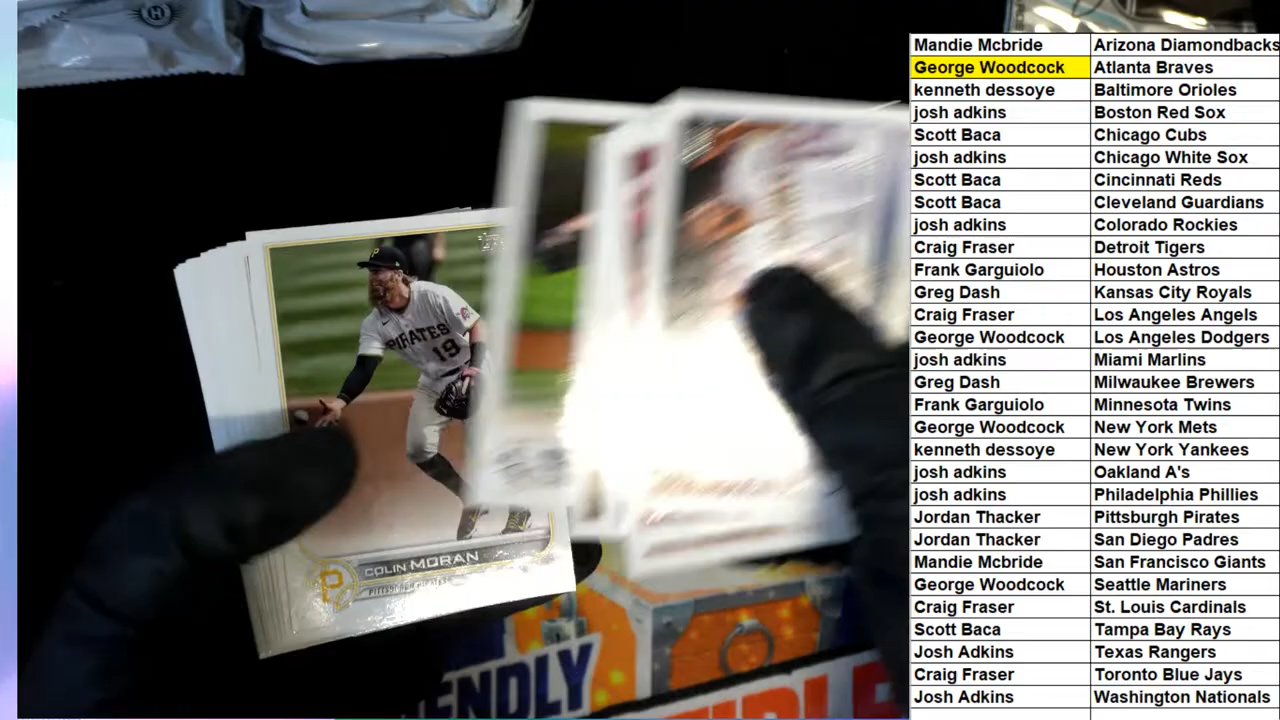 Mandie Mcbride Arizona Diamondbacks
George Woodcock Atlanta Braves
kenneth dessoye Baltimore Orioles
josh adkins Boston Red Sox
Scott Baca Chicago Cubs
josh adkins Chicago White Sox
Scott Baca Cincinnati Reds
Scott Baca Cleveland Guardians
josh adkins Colorado Rockies
Craig Fraser Detroit Tigers
Frank Garguiolo Houston Astros
Greg Dash Kansas City Royals
Craig Fraser Los Angeles Angels
George Woodcock Los Angeles Dodgers
josh adkins Miami Marlins
Greg Dash Milwaukee Brewers
Frank Garguiolo Minnesota Twins
George Woodcock New York Mets
kenneth dessoye New York Yankees
josh adkins Oakland A's
josh adkins Philadelphia Phillies
Jordan Thacker Pittsburgh Pirates
Jordan Thacker San Diego Padres
Mandie Mcbride San Francisco Giants
George Woodcock Seattle Mariners
Craig Fraser St. Louis Cardinals
Scott Baca Tampa Bay Rays
Josh Adkins Texas Rangers
Craig Fraser Toronto Blue Jays
Josh Adkins Washington Nationals
P
PIRATES
19
COLIN MORAN
P
ENDLY